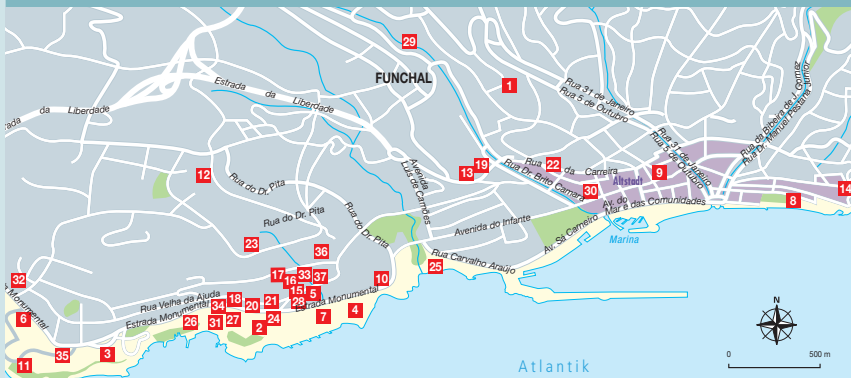 29
FUNCHAL
1
Estrada da Liberdade
da Liberdade
Rua 31 de Janeiro
Rua 5 de Outubro
Rua da Ribeira de J. Gomez
Rua Dr. Manuel Pestana Júnior
Rua 31 de Janeiro
Rua 5 de Outubro
19
22
Rua da Carreira
9
13
12
Rua do Dr. Pita
Avenida
Luís de Camões
Rua Dr. Brito Câmara
Altstadt
30
14
8
Av. do
Mar e das Comunidades
Rua do Dr. Pita
Rua do Dr. Pita
Avenida do Infante
Av. Sá Carneiro
Marina
23
36
Rua Carvalho Araújo
25
32
17
33
37
16
10
15
5
Rua Velha da Ajuda
18
28
Estrada Monumental
34
20
21
Estrada Monumental
4
7
6
26
31
27
24
2
35
3
11
N
0
500 m
Atlantik